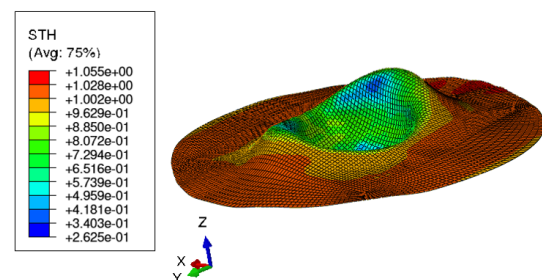 STH
(Avg: 75%)
+1.055e+00
+1.028e+00
+1.002e+00
+9.629e-01
+8.850e-01
+8.072e-01
+7.294e-01
+6.516e-01
+5.739e-01
+4.959e-01
+4.181e-01
+3.403e-01
+2.625e-01
Z
X
Y